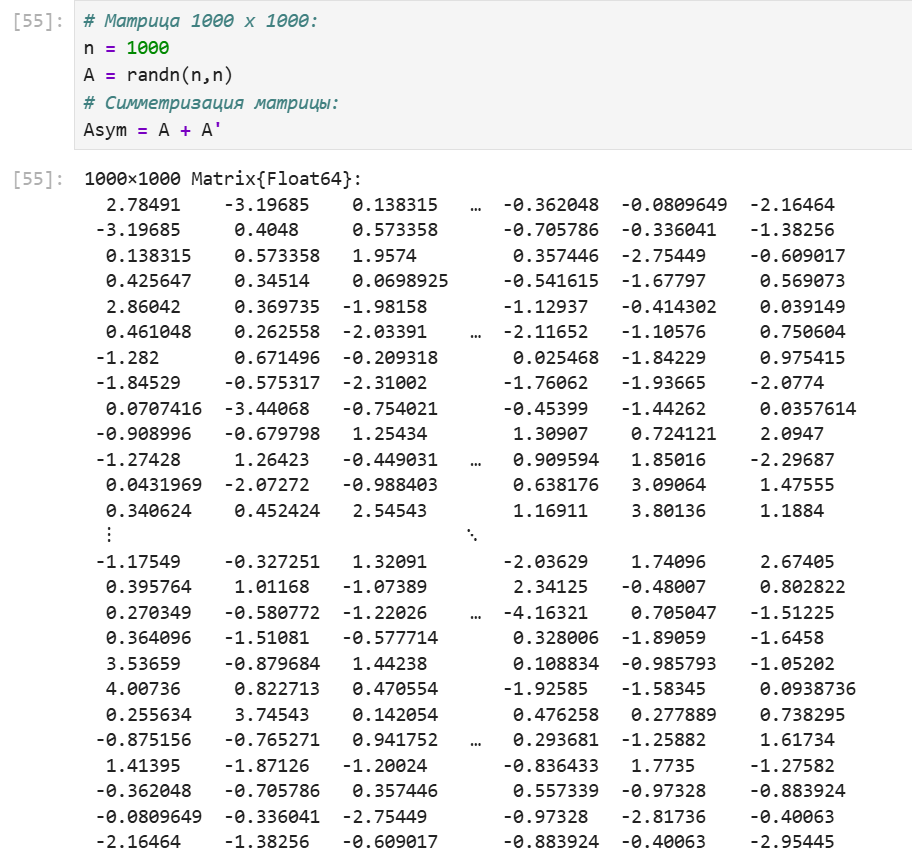 [55]: # Матрица 1000 x 1000:
n = 1000
A = randn(n,n)
# Симметризация матрицы:
Asym = A + A'
[55]: 1000×1000 Matrix{Float64}:
2.78491 -3.19685 0.138315 … -0.362048 -0.0809649 -2.16464
-3.19685 0.4048 0.573358 -0.705786 -0.336041 -1.38256
0.138315 0.573358 1.9574 0.357446 -2.75449 -0.609017
0.425647 0.34514 0.0698925 -0.541615 -1.67797 0.569073
2.86042 0.369735 -1.98158 -1.12937 -0.414302 0.039149
0.461048 0.262558 -2.03391 … -2.11652 -1.10576 0.750604
-1.282 0.671496 -0.209318 0.025468 -1.84229 0.975415
-1.84529 -0.575317 -2.31002 -1.76062 -1.93665 -2.0774
0.0707416 -3.44068 -0.754021 -0.45399 -1.44262 0.0357614
-0.908996 -0.679798 1.25434 1.30907 0.724121 2.0947
-1.27428 1.26423 -0.449031 … 0.909594 1.85016 -2.29687
0.0431969 -2.07272 -0.988403 0.638176 3.09064 1.47555
0.340624 0.452424 2.54543 1.16911 3.80136 1.1884
⋮ ⋱
-1.17549 -0.327251 1.32091 -2.03629 1.74096 2.67405
0.395764 1.01168 -1.07389 2.34125 -0.48007 0.802822
0.270349 -0.580772 -1.22026 … -4.16321 0.705047 -1.51225
0.364096 -1.51081 -0.577714 0.328006 -1.89059 -1.6458
3.53659 -0.879684 1.44238 0.108834 -0.985793 -1.05202
4.00736 0.822713 0.470554 -1.92585 -1.58345 0.0938736
0.255634 3.74543 0.142054 0.476258 0.277889 0.738295
-0.875156 -0.765271 0.941752 … 0.293681 -1.25882 1.61734
1.41395 -1.87126 -1.20024 -0.836433 1.7735 -1.27582
-0.362048 -0.705786 0.357446 0.557339 -0.97328 -0.883924
-0.0809649 -0.336041 -2.75449 -0.97328 -2.81736 -0.40063
-2.16464 -1.38256 -0.609017 -0.883924 -0.40063 -2.95445